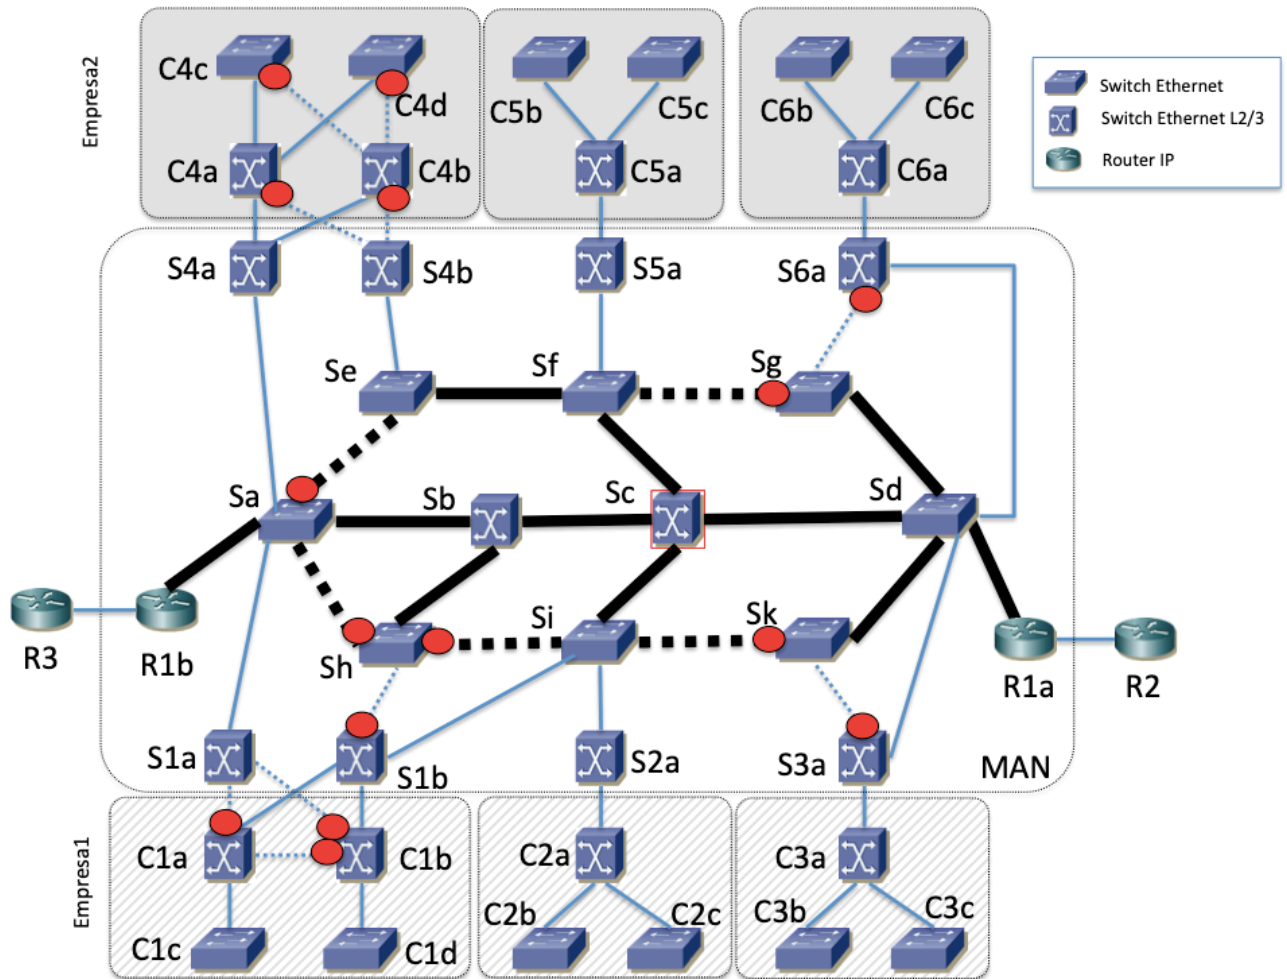 Empresa2
C4c
C4d
C5b
C5c
C6b
C6c
C4a
C4b
C5a
C6a
Switch Ethernet
Switch Ethernet L2/3
Router IP
S4a
S4b
S5a
S6a
Se
Sf
Sg
Sa
Sb
Sc
Sd
Sh
Si
Sk
R3
R1b
R1a
R2
S1a
S1b
S2a
S3a
MAN
Empresa1
C1a
C1b
C2a
C3a
C1c
C1d
C2b
C2c
C3b
C3c